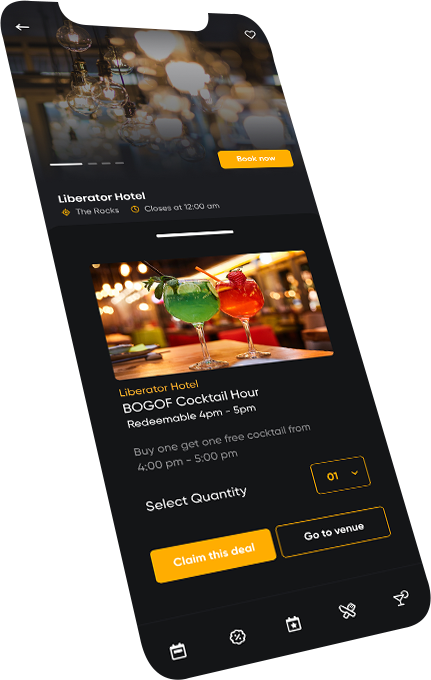 Book now
Liberator Hotel
The Rocks Closes at 12:00 am
Liberator Hotel
BOGOF Cocktail Hour
Redeemable 4pm - 5pm
Buy one get one free cocktail from
4:00 pm - 5:00 pm
Select Quantity
01
Claim this deal
Go to venue